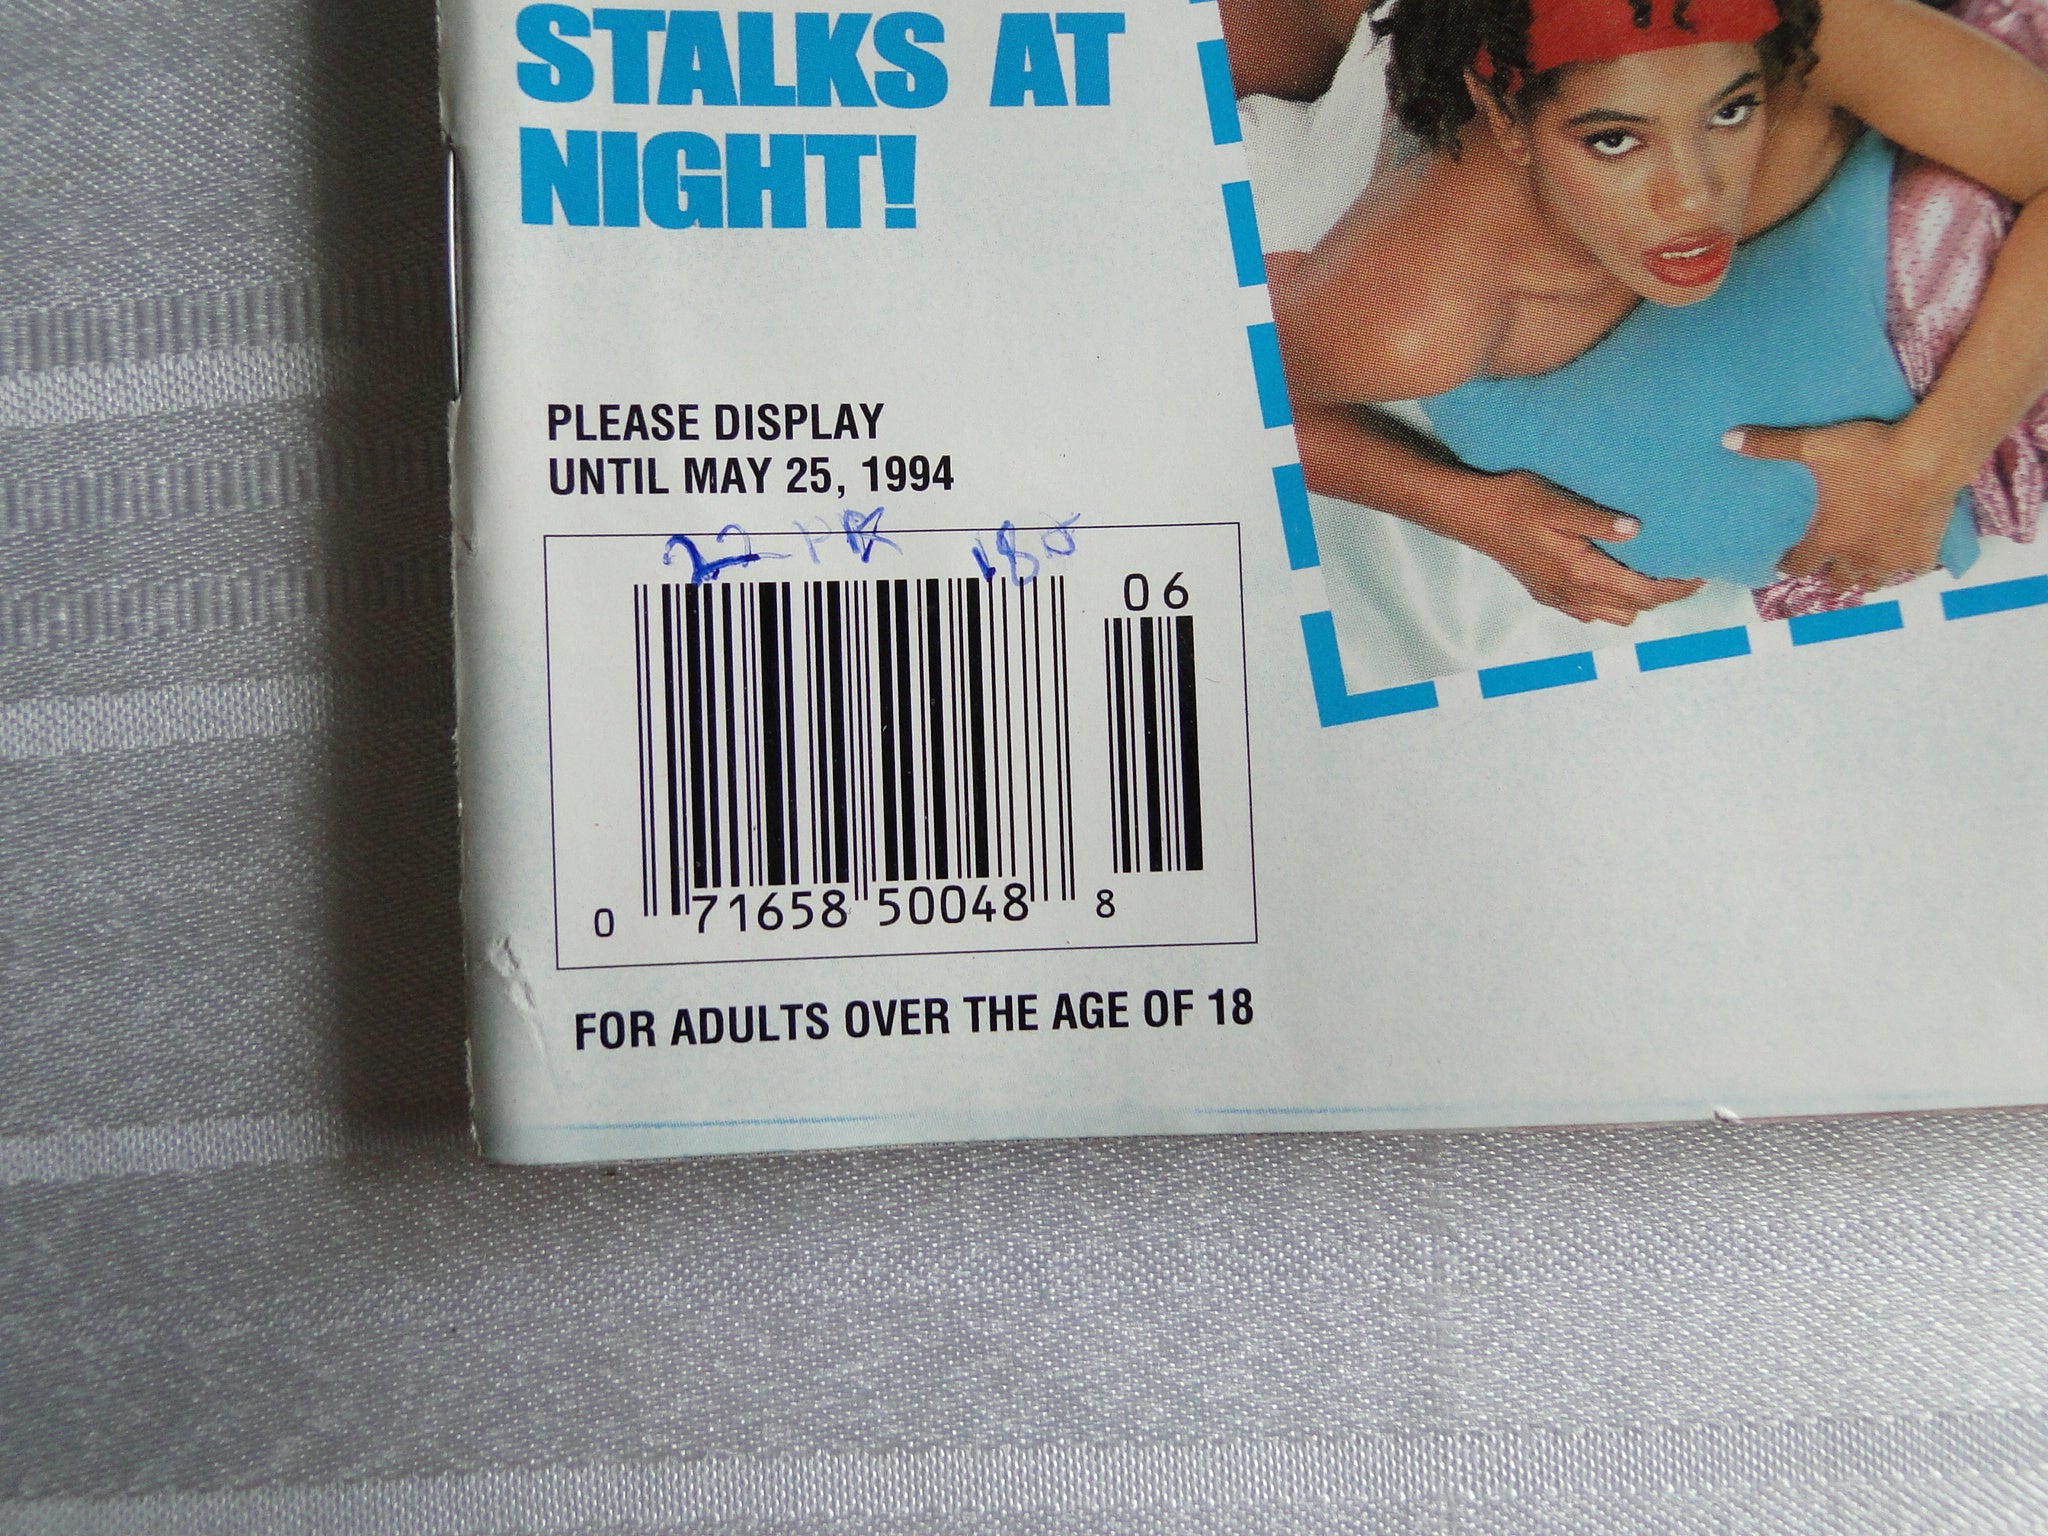 STALKS AT
NIGHT!
PLEASE DISPLAY
UNTIL MAY 25, 1994
22
06
0 71658 50048 8
FOR ADULTS OVER THE AGE OF 18